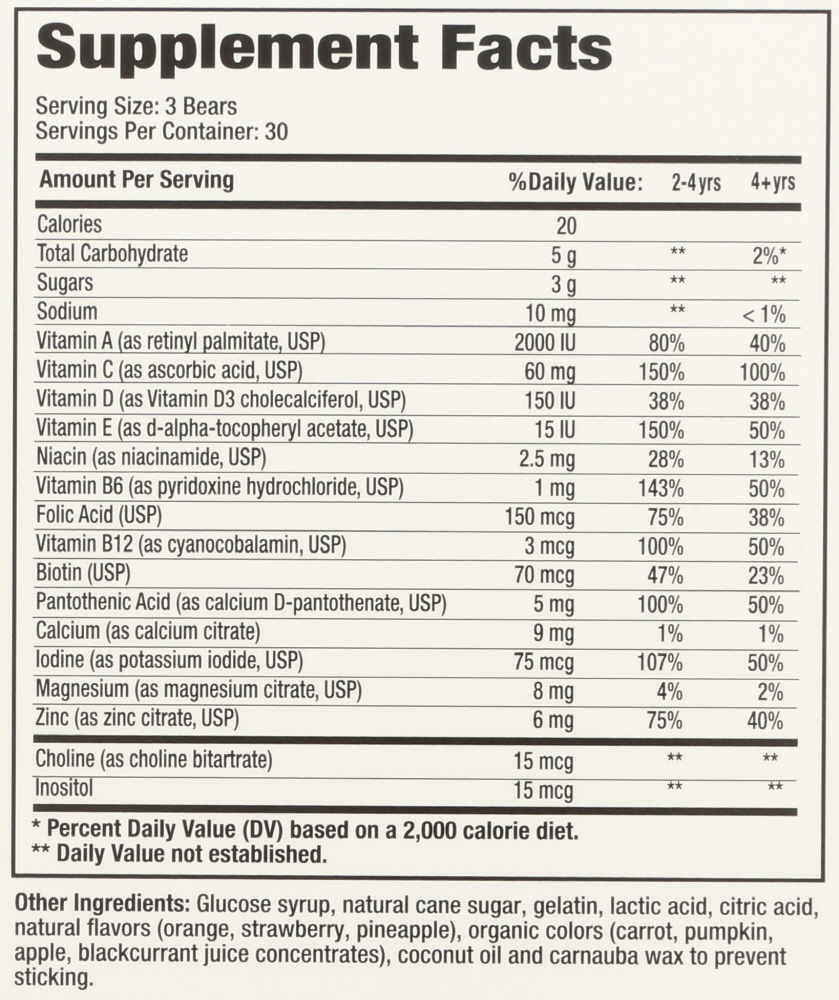 Supplement Facts
Serving Size: 3 Bears
Servings Per Container: 30
Amount Per Serving %Daily Value: 2-4yrs 4+yrs
Calories 20
Total Carbohydrate 5 g ** 2%*
Sugars 3 g ** **
Sodium 10 mg ** < 1%
Vitamin A (as retinyl palmitate, USP) 2000 IU 80% 40%
Vitamin C (as ascorbic acid, USP) 60 mg 150% 100%
Vitamin D (as Vitamin D3 cholecalciferol, USP) 150 IU 38% 38%
Vitamin E (as d-alpha-tocopheryl acetate, USP) 15 IU 150% 50%
Niacin (as niacinamide, USP) 2.5 mg 28% 13%
Vitamin B6 (as pyridoxine hydrochloride, USP) 1 mg 143% 50%
Folic Acid (USP) 150 mcg 75% 38%
Vitamin B12 (as cyanocobalamin, USP) 3 mcg 100% 50%
Biotin (USP) 70 mcg 47% 23%
Pantothenic Acid (as calcium D-pantothenate, USP) 5 mg 100% 50%
Calcium (as calcium citrate) 9 mg 1% 1%
Iodine (as potassium iodide, USP) 75 mcg 107% 50%
Magnesium (as magnesium citrate, USP) 8 mg 4% 2%
Zinc (as zinc citrate, USP) 6 mg 75% 40%
Choline (as choline bitartrate) 15 mcg ** **
Inositol 15 mcg ** **
* Percent Daily Value (DV) based on a 2,000 calorie diet.
** Daily Value not established.
Other Ingredients: Glucose syrup, natural cane sugar, gelatin, lactic acid, citric acid,
natural flavors (orange, strawberry, pineapple), organic colors (carrot, pumpkin,
apple, blackcurrant juice concentrates), coconut oil and carnauba wax to prevent
sticking.